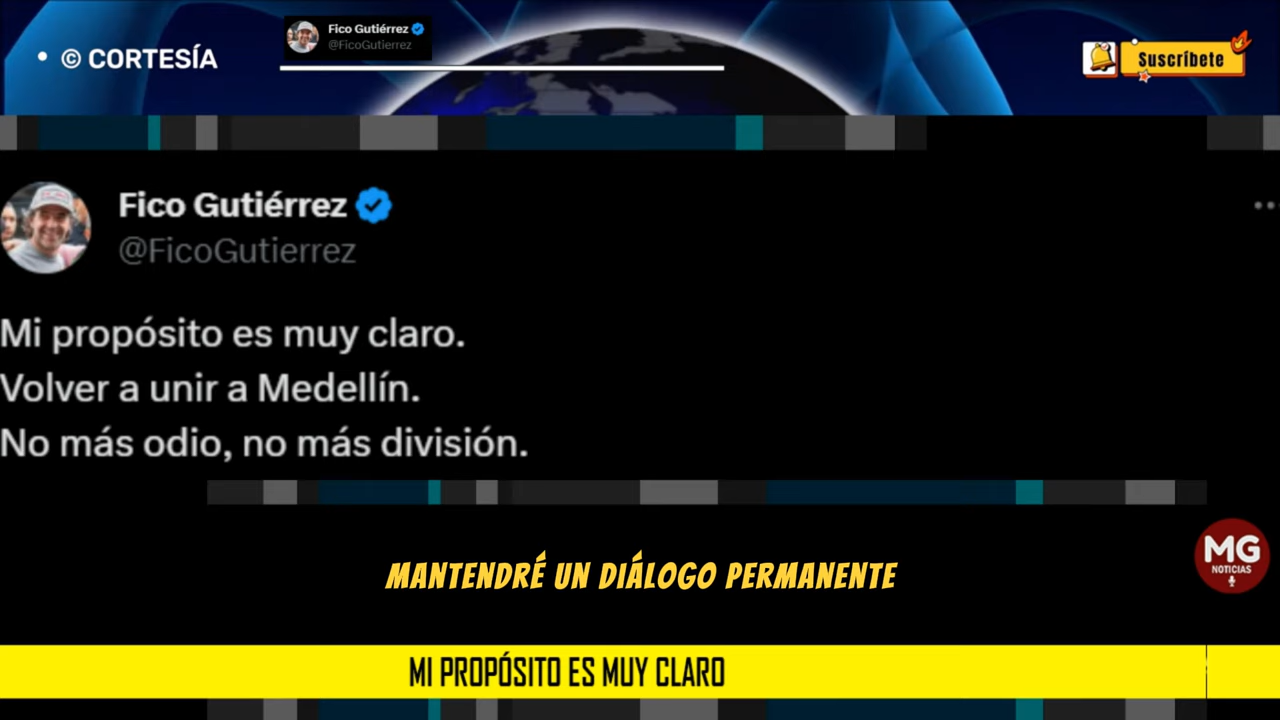 • © CORTESÍA
Fico Gutiérrez
@FicoGutierrez
Suscríbete
Fico Gutiérrez
@FicoGutierrez
Mi propósito es muy claro.
Volver a unir a Medellín.
No más odio, no más división.
MANTENDRÉ UN DIÁLOGO PERMANENTE
MG
NOTICIAS
MI PROPÓSITO ES MUY CLARO